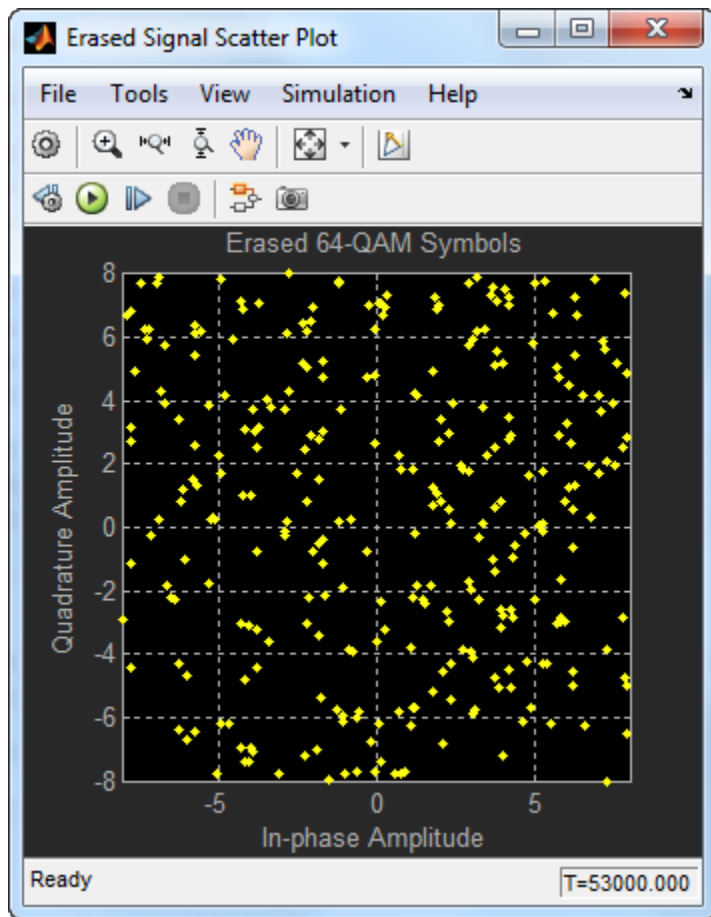 Erased Signal Scatter Plot
File Tools View Simulation Help
Erased 64-QAM Symbols
8
6
4
2
0
-2
-4
-6
-8
Quadrature Amplitude
-5 0 5
In-phase Amplitude
Ready T=53000.000